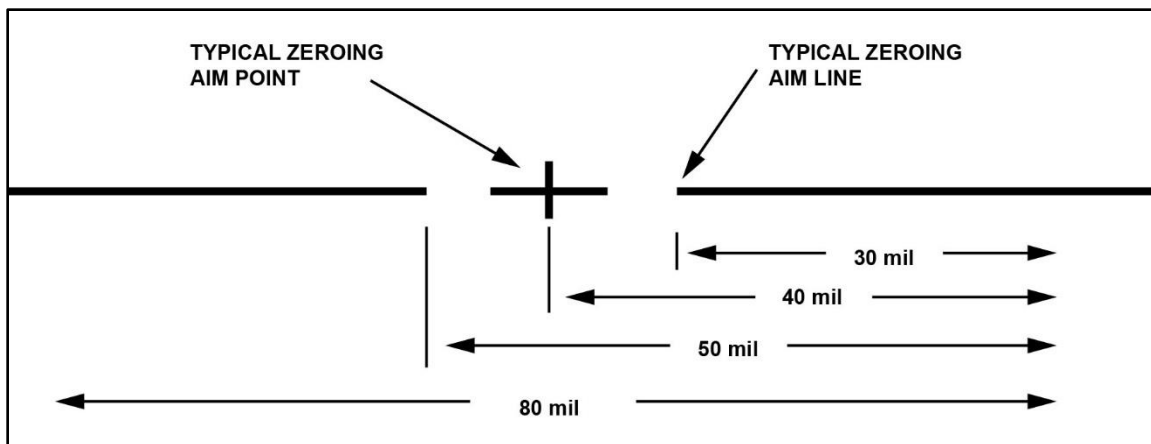 TYPICAL ZEROING
AIM POINT
TYPICAL ZEROING
AIM LINE
30 mil
40 mil
50 mil
80 mil